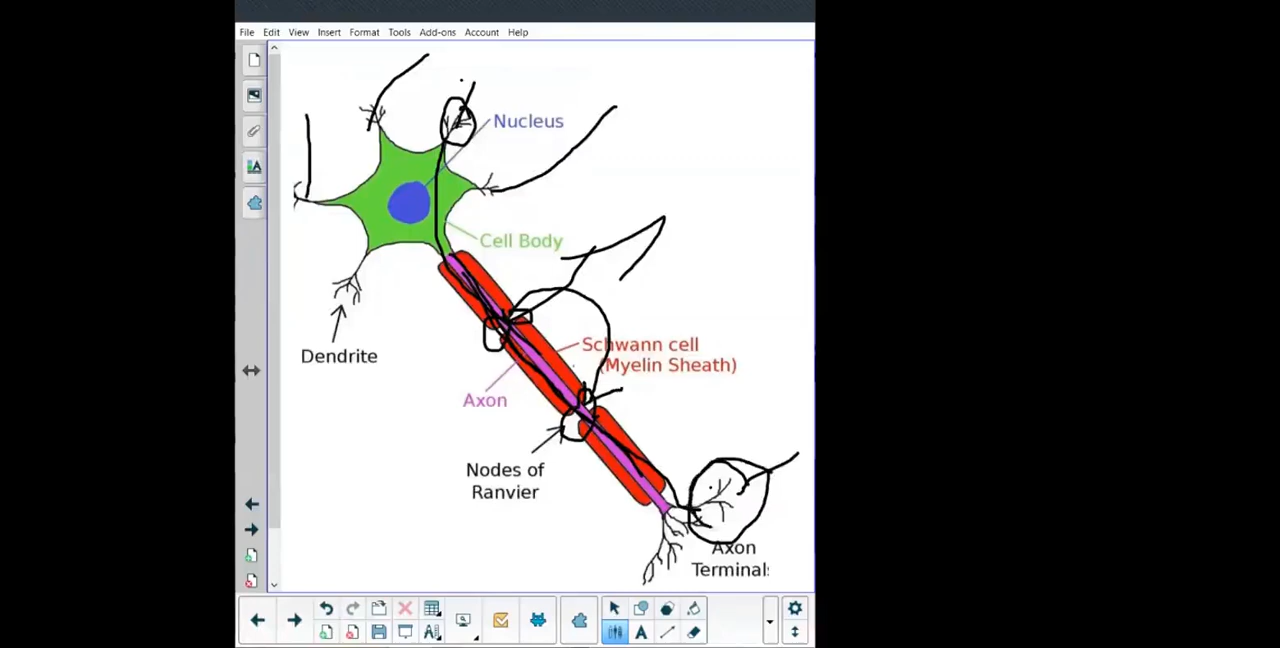 File Edit View Insert Format Tools Add-ons Account Help
Nucleus
Cell Body
Dendrite
Schwann cell
(Myelin Sheath)
Axon
Nodes of
Ranvier
Axon
Terminals